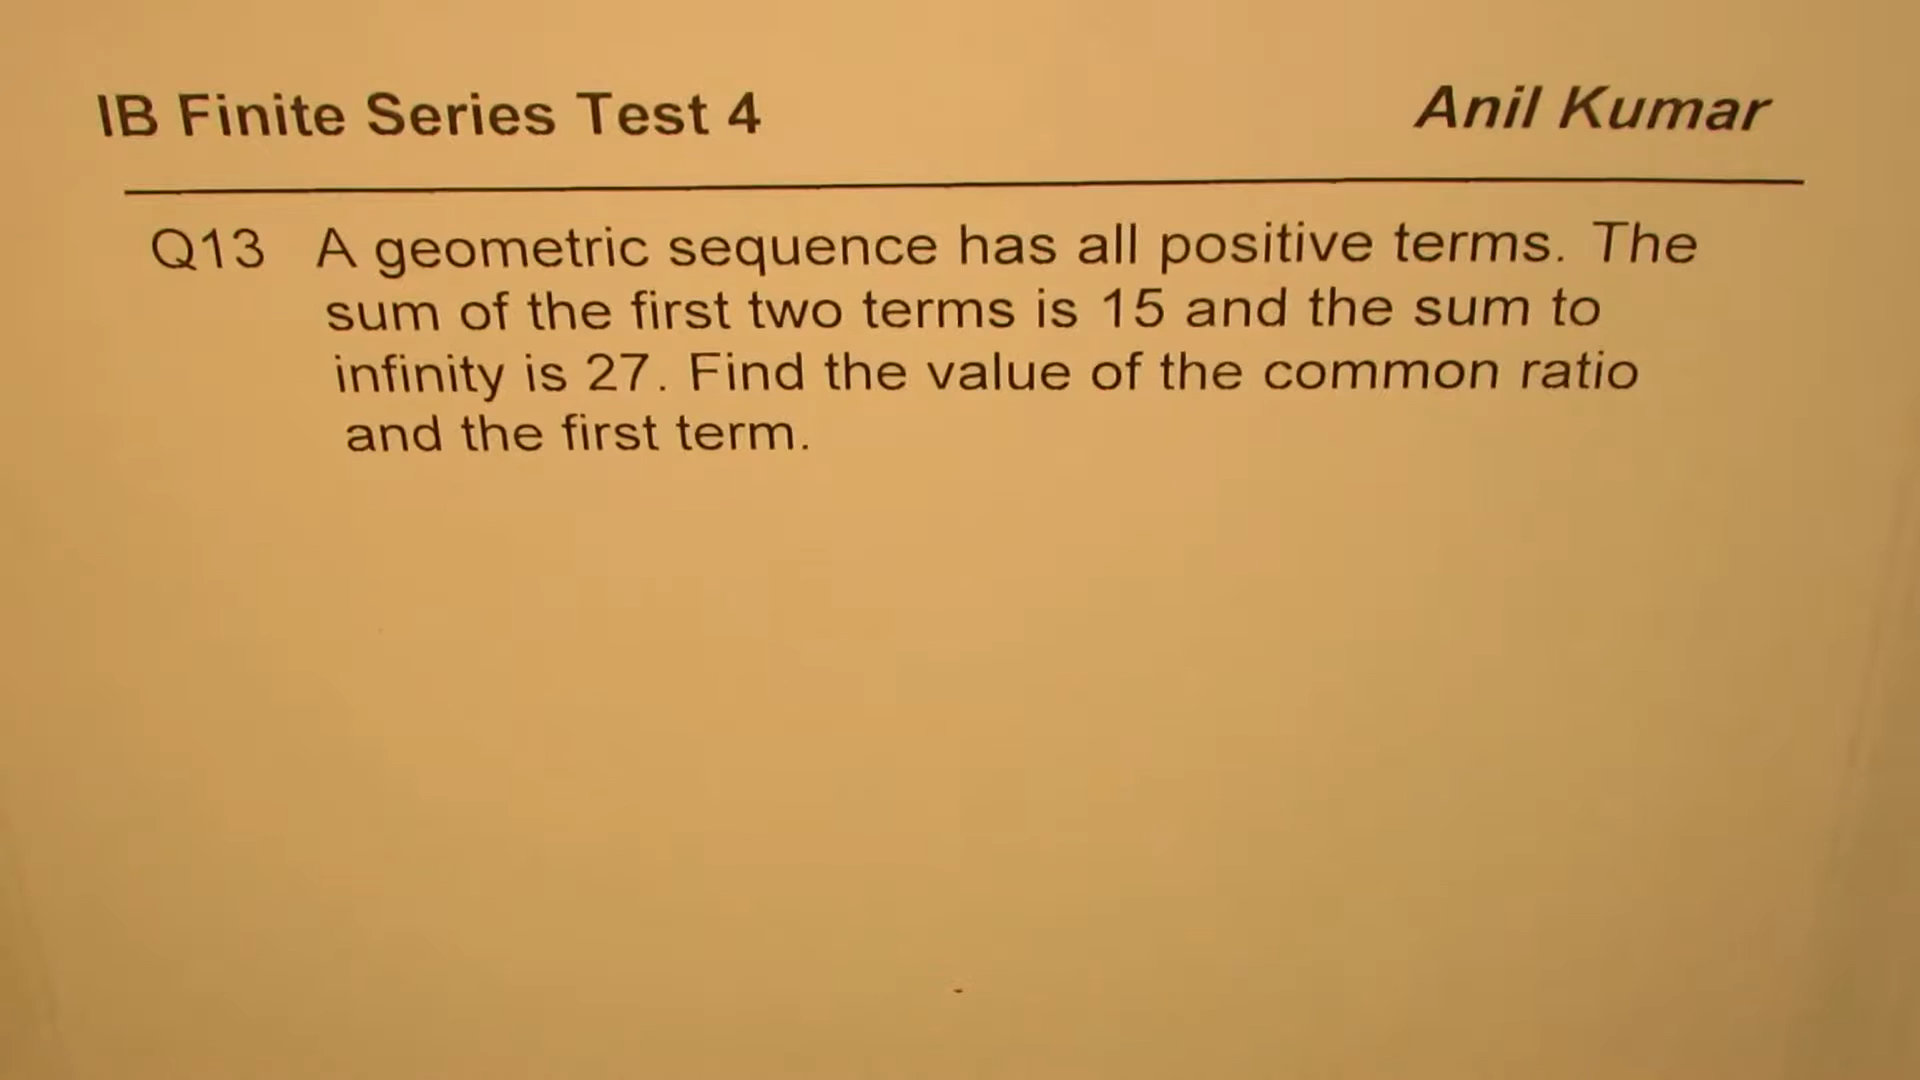 IB Finite Series Test 4
Anil Kumar
Q13 A geometric sequence has all positive terms. The
sum of the first two terms is 15 and the sum to
infinity is 27. Find the value of the common ratio
and the first term.